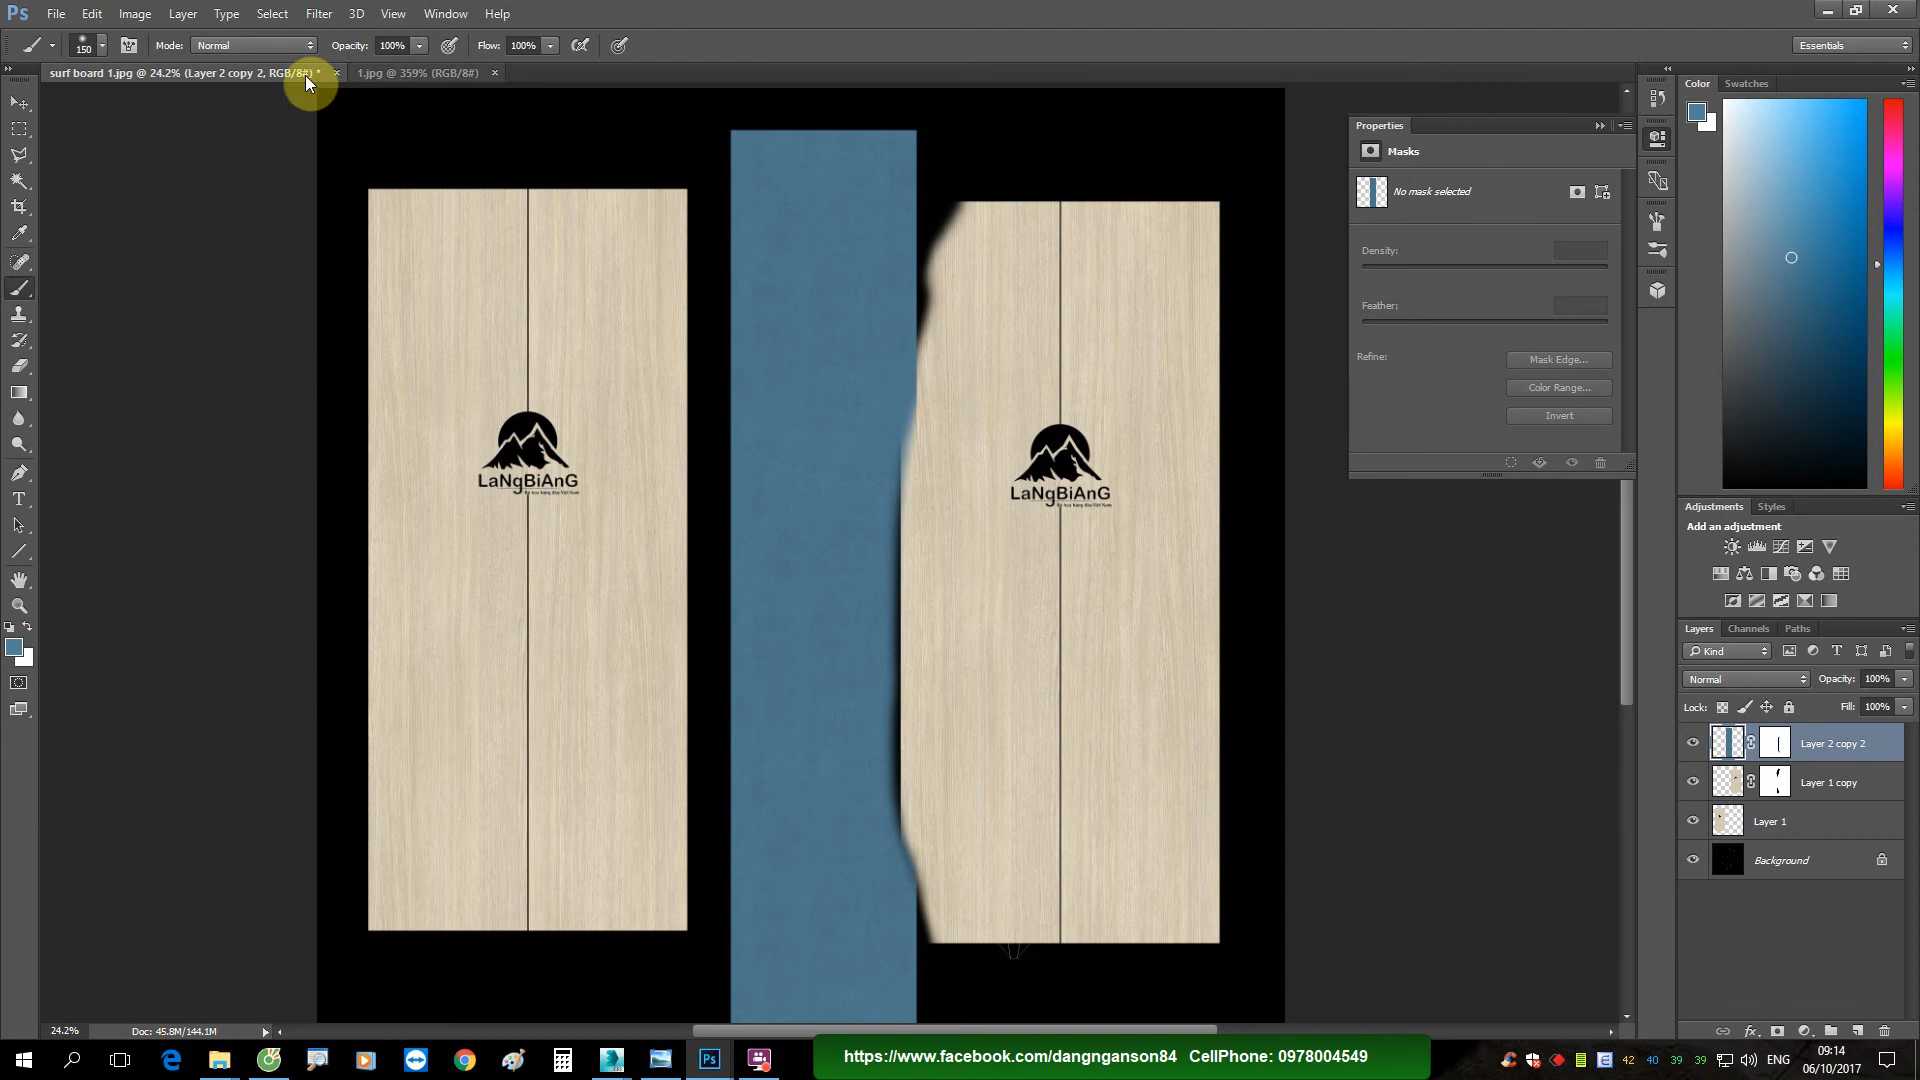 Ps File Edit Image Layer Type Select Filter 3D View Window Help
150 Mode: Normal Opacity: 100% Flow: 100% Essentials
surf board 1.jpg @ 24.2% (Layer 2 copy 2, RGB/8#) * × 1.jpg @ 359% (RGB/8#) ×
Color Swatches
Properties
Masks
No mask selected
Density:
Feather:
Refine: Mask Edge...
Color Range...
Invert
LaNgBiAnG
LaNgBiAnG
Adjustments Styles
Add an adjustment
Layers Channels Paths
Kind
Normal Opacity: 100%
Lock: Fill: 100%
Layer 2 copy 2
Layer 1 copy
Layer 1
Background
24.2% Doc: 45.8M/144.1M
https://www.facebook.com/dangnganson84 CellPhone: 0978004549
42 40 39 39 ENG
09:14
06/10/2017